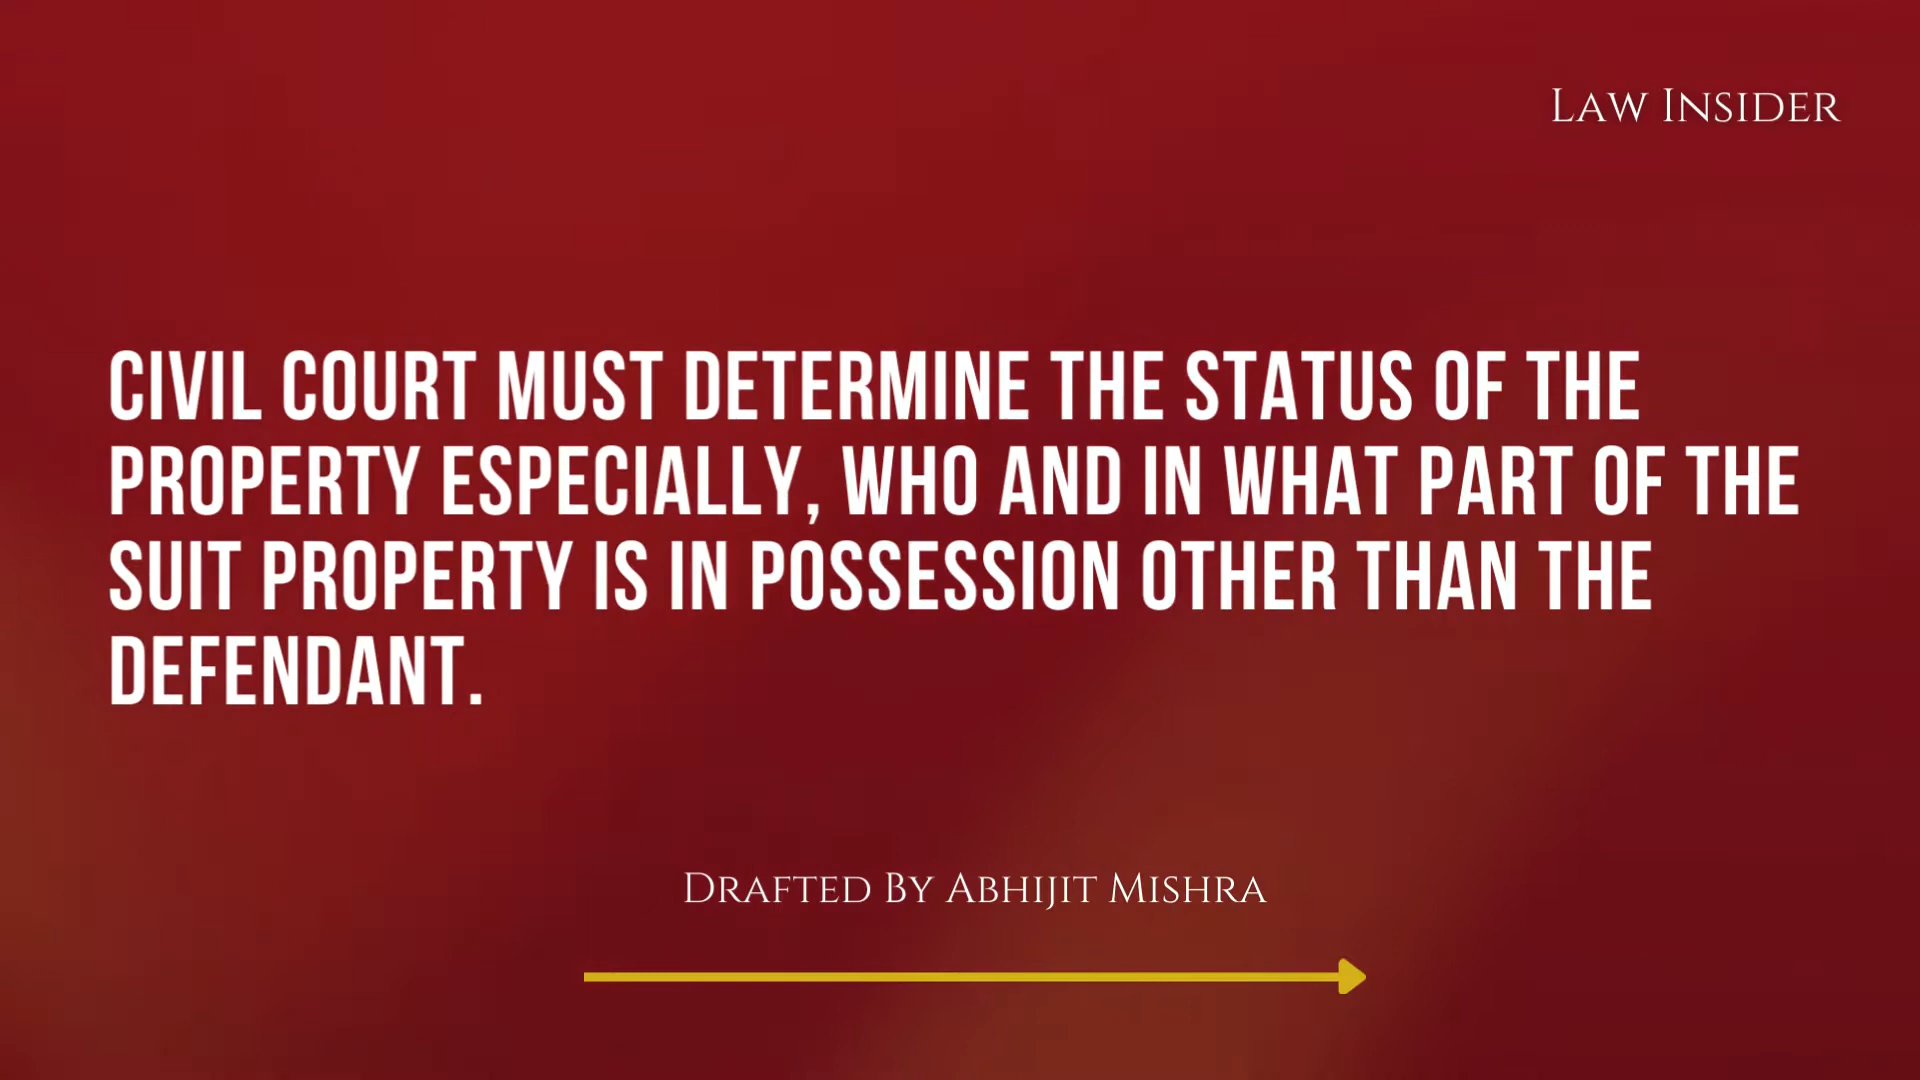 Law Insider
CIVIL COURT MUST DETERMINE THE STATUS OF THE
PROPERTY ESPECIALLY, WHO AND IN WHAT PART OF THE
SUIT PROPERTY IS IN POSSESSION OTHER THAN THE
DEFENDANT.
Drafted By Abhijit Mishra